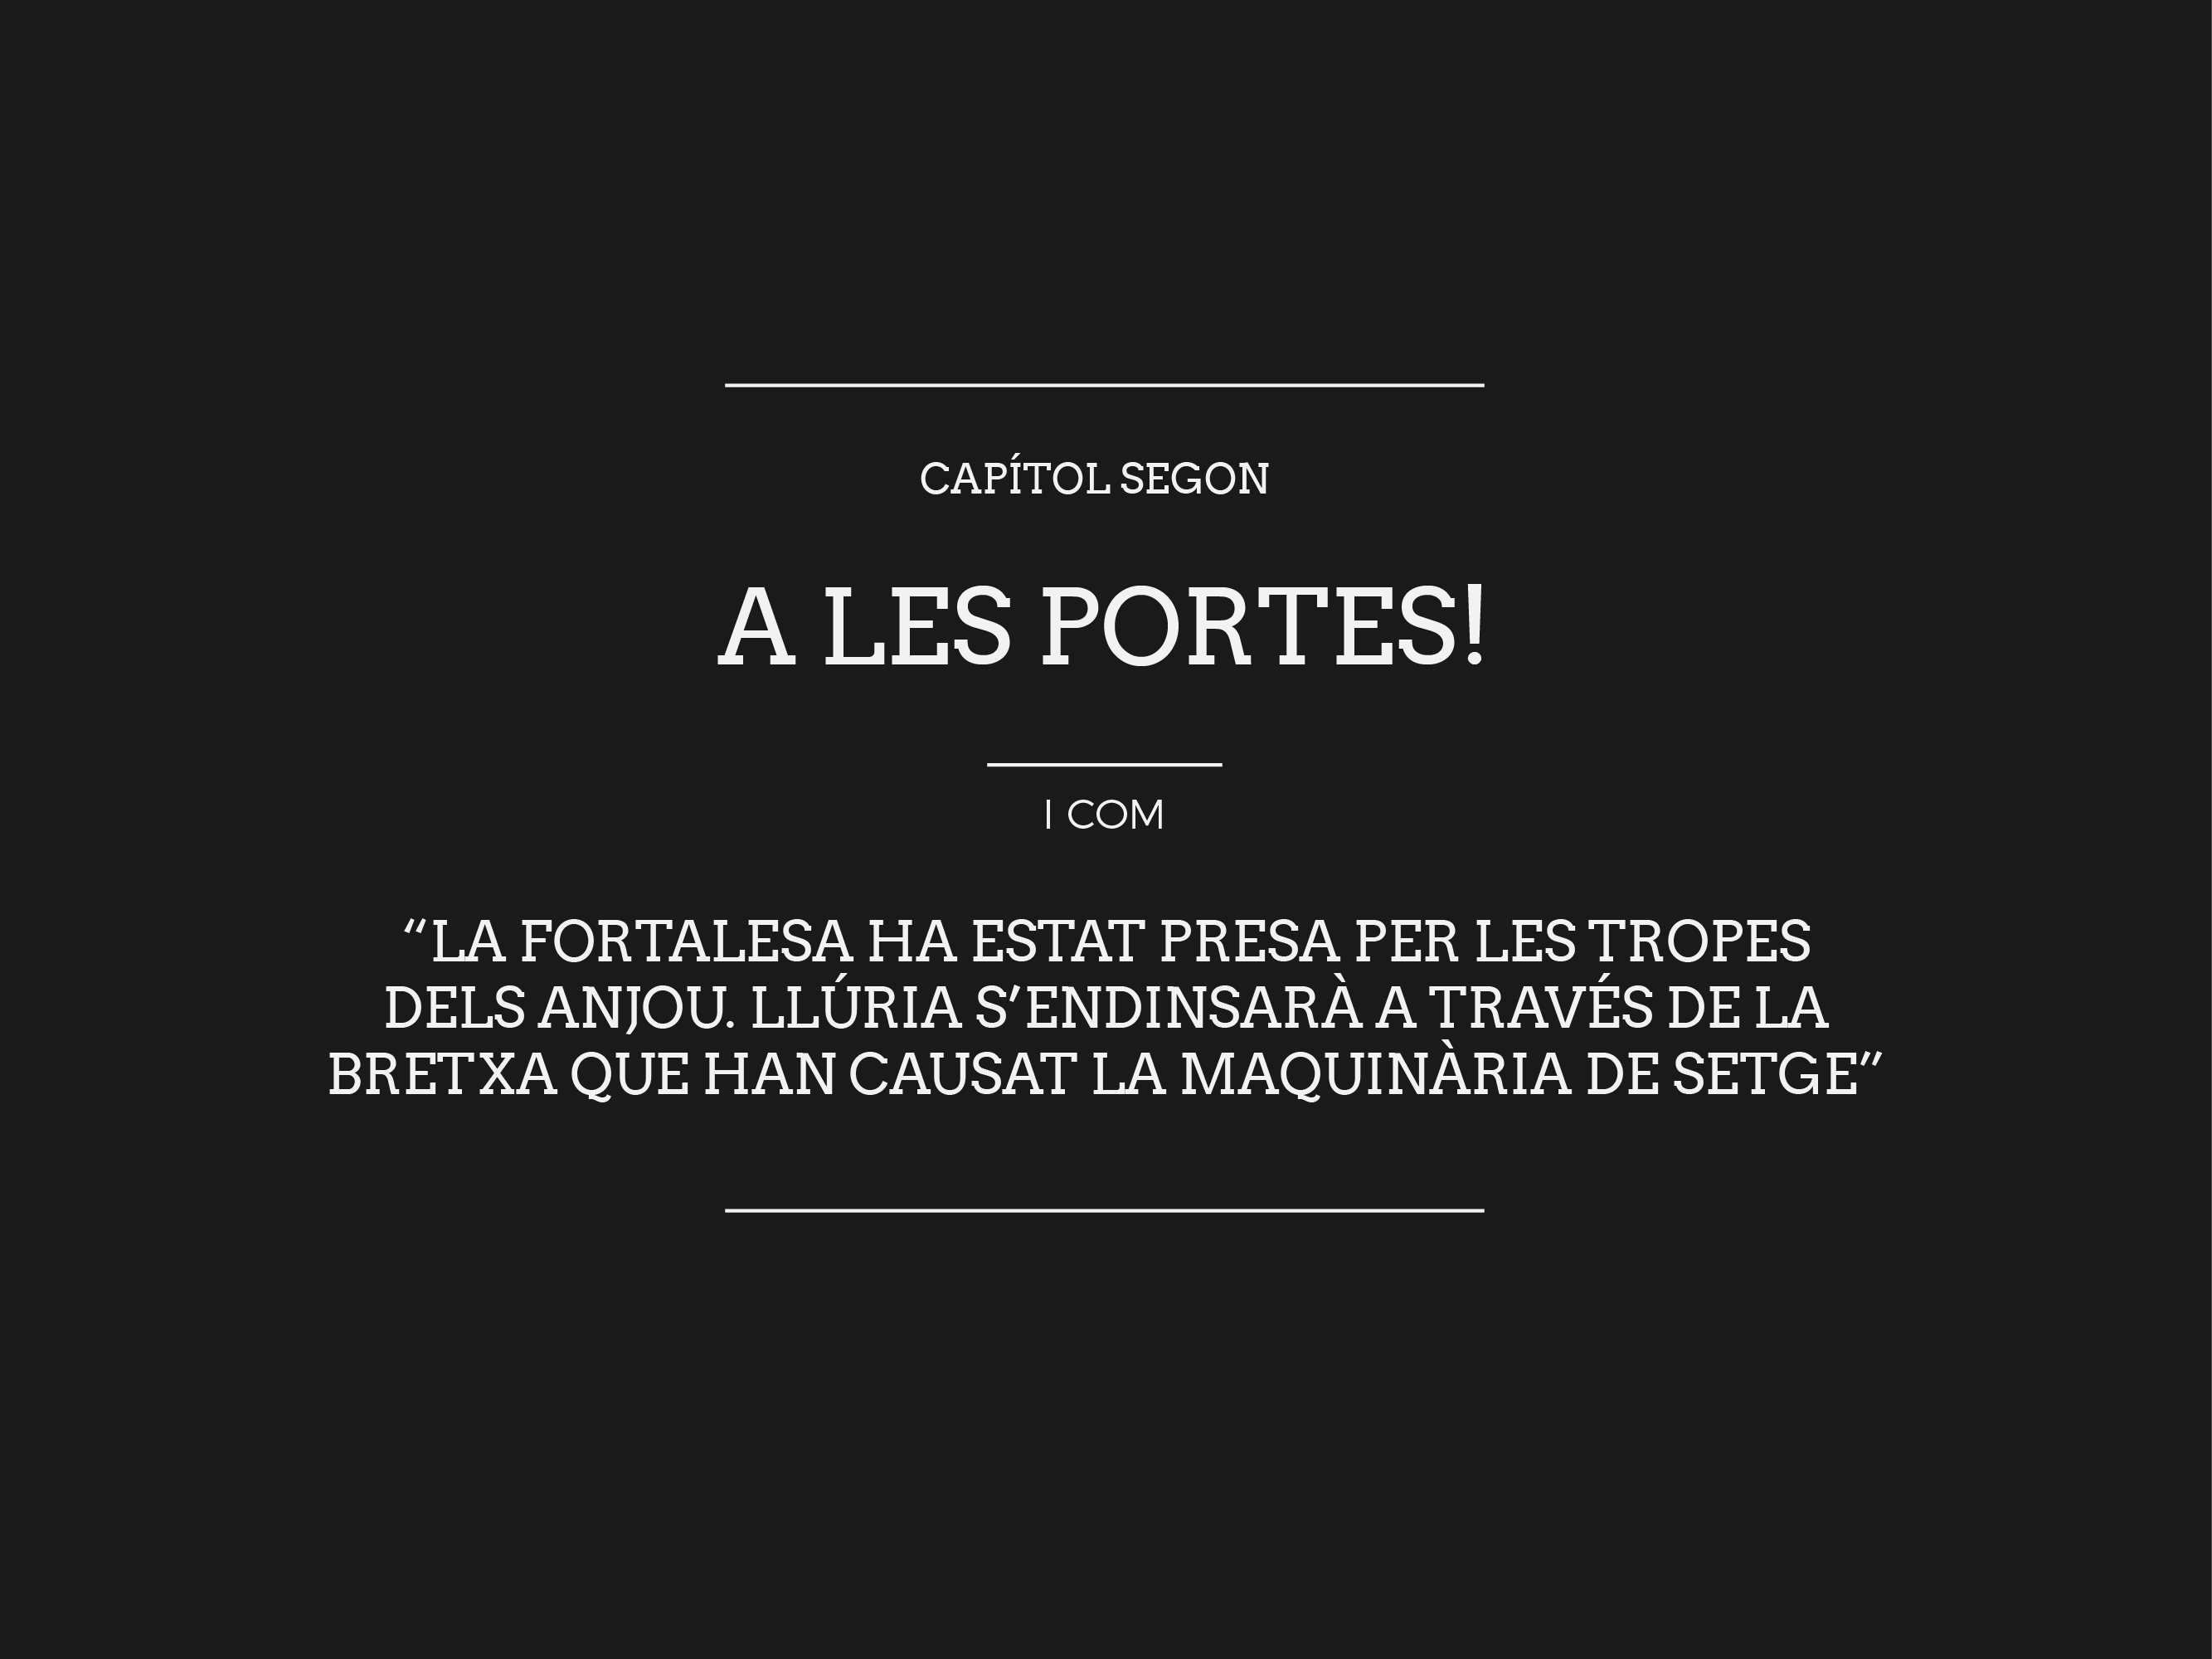 CAPÍTOL SEGON
A LES PORTES!
I COM
“LA FORTALESA HA ESTAT PRESA PER LES TROPES
DELS ANJOU. LLÚRIA S’ENDINSARÀ A TRAVÉS DE LA
BRETXA QUE HAN CAUSAT LA MAQUINÀRIA DE SETGE”